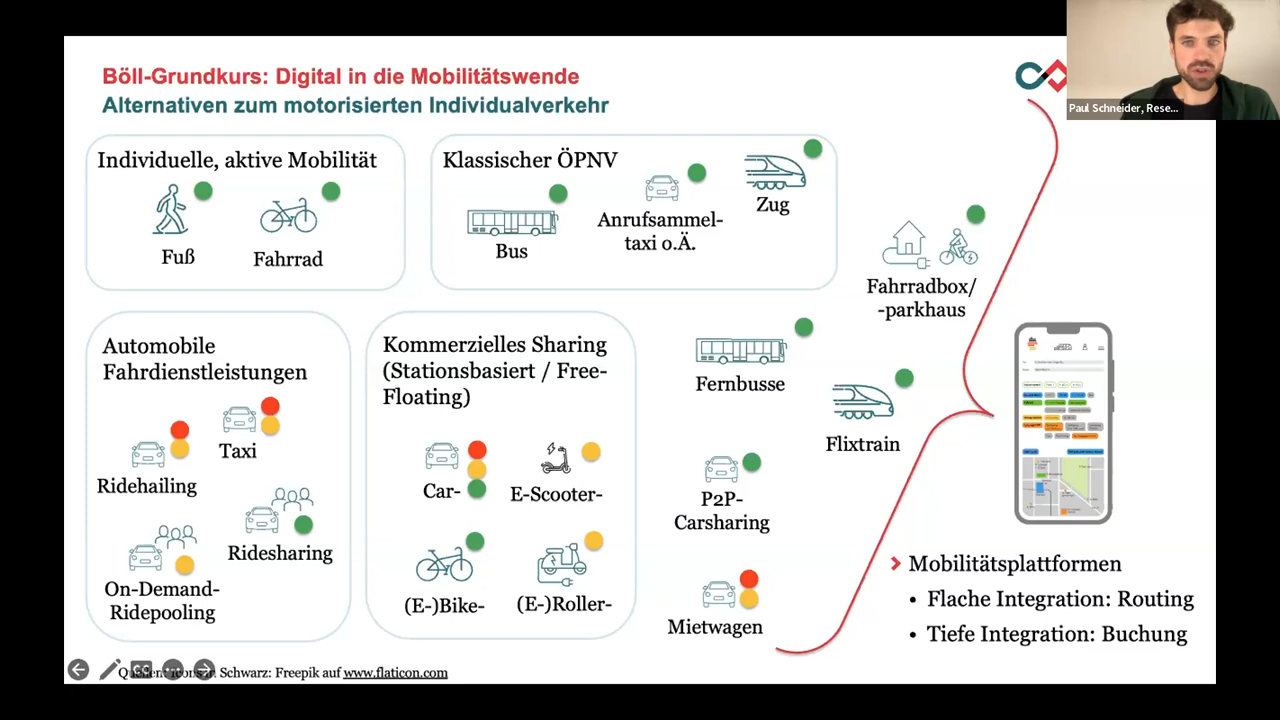 Böll-Grundkurs: Digital in die Mobilitätswende
Alternativen zum motorisierten Individualverkehr
Paul Schneider, Rese...
Individuelle, aktive Mobilität
Fuß
Fahrrad
Klassischer ÖPNV
Bus
Anrufsammel-
taxi o.Ä.
Zug
Fahrradbox/
-parkhaus
Automobile
Fahrdienstleistungen
Taxi
Ridehailing
Ridesharing
On-Demand-
Ridepooling
Kommerzielles Sharing
(Stationsbasiert / Free-
Floating)
Car-
E-Scooter-
(E-)Bike-
(E-)Roller-
Fernbusse
Flixtrain
P2P-
Carsharing
Mietwagen
Mobilitätsplattformen
• Flache Integration: Routing
• Tiefe Integration: Buchung
Schwarz: Freepik auf www.flaticon.com